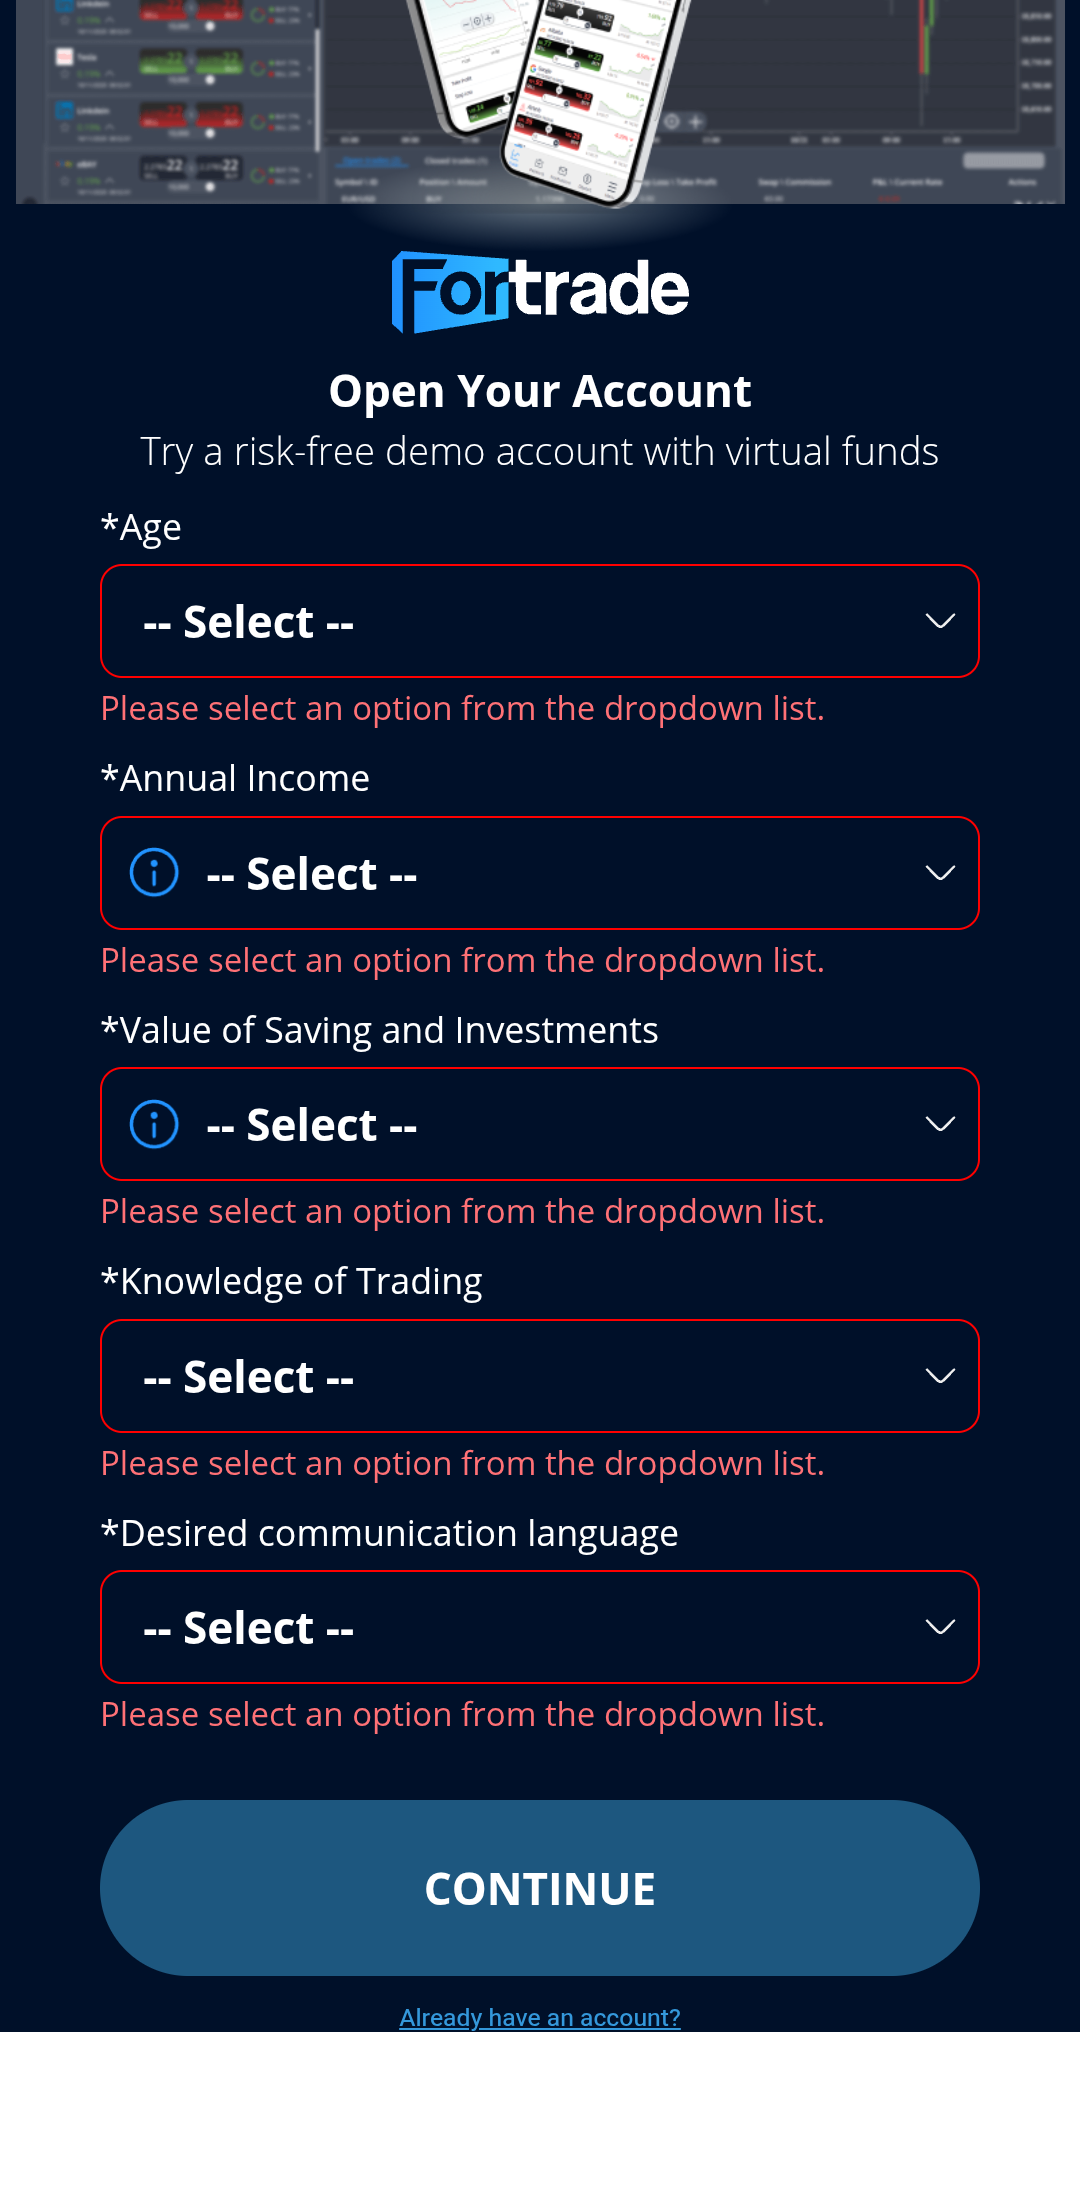 Fortrade
Open Your Account
Try a risk-free demo account with virtual funds
*Age
-- Select --
Please select an option from the dropdown list.
*Annual Income
-- Select --
Please select an option from the dropdown list.
*Value of Saving and Investments
-- Select --
Please select an option from the dropdown list.
*Knowledge of Trading
-- Select --
Please select an option from the dropdown list.
*Desired communication language
-- Select --
Please select an option from the dropdown list.
CONTINUE
Already have an account?